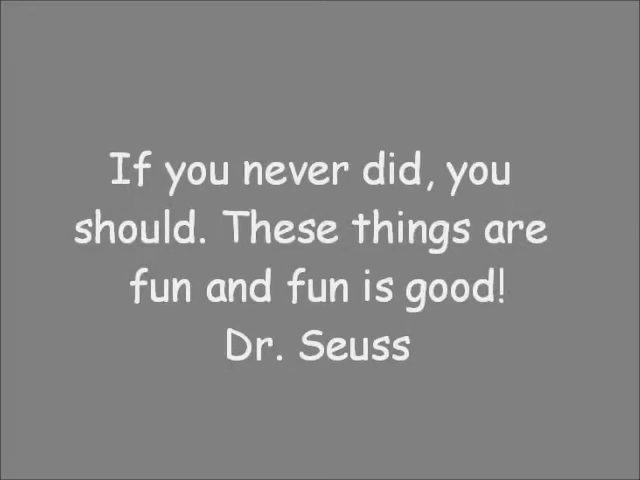 If you never did, you
should. These things are
fun and fun is good!
Dr. Seuss